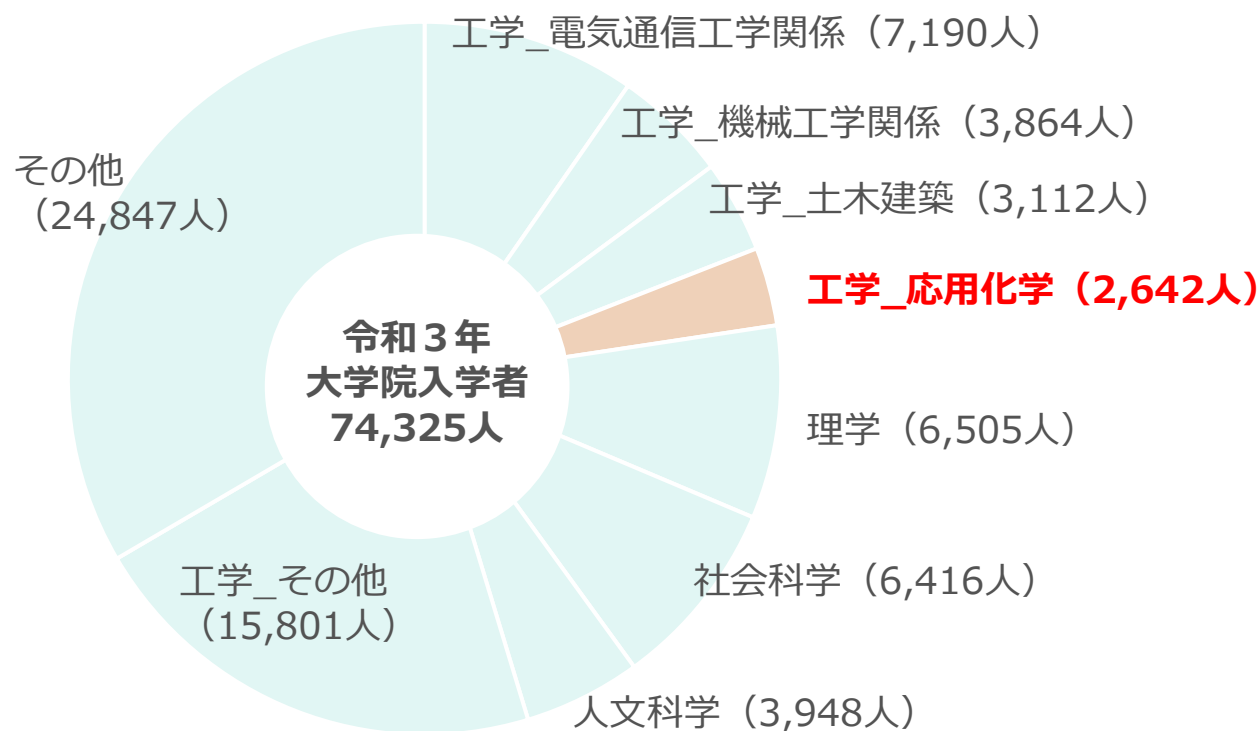 工学_電気通信工学関係（7,190人）
工学_機械工学関係（3,864人）
工学_土木建築（3,112人）
工学_応用化学（2,642人）
理学（6,505人）
社会科学（6,416人）
人文科学（3,948人）
工学_その他
（15,801人）
その他
（24,847人）
令和３年
大学院入学者
74,325人